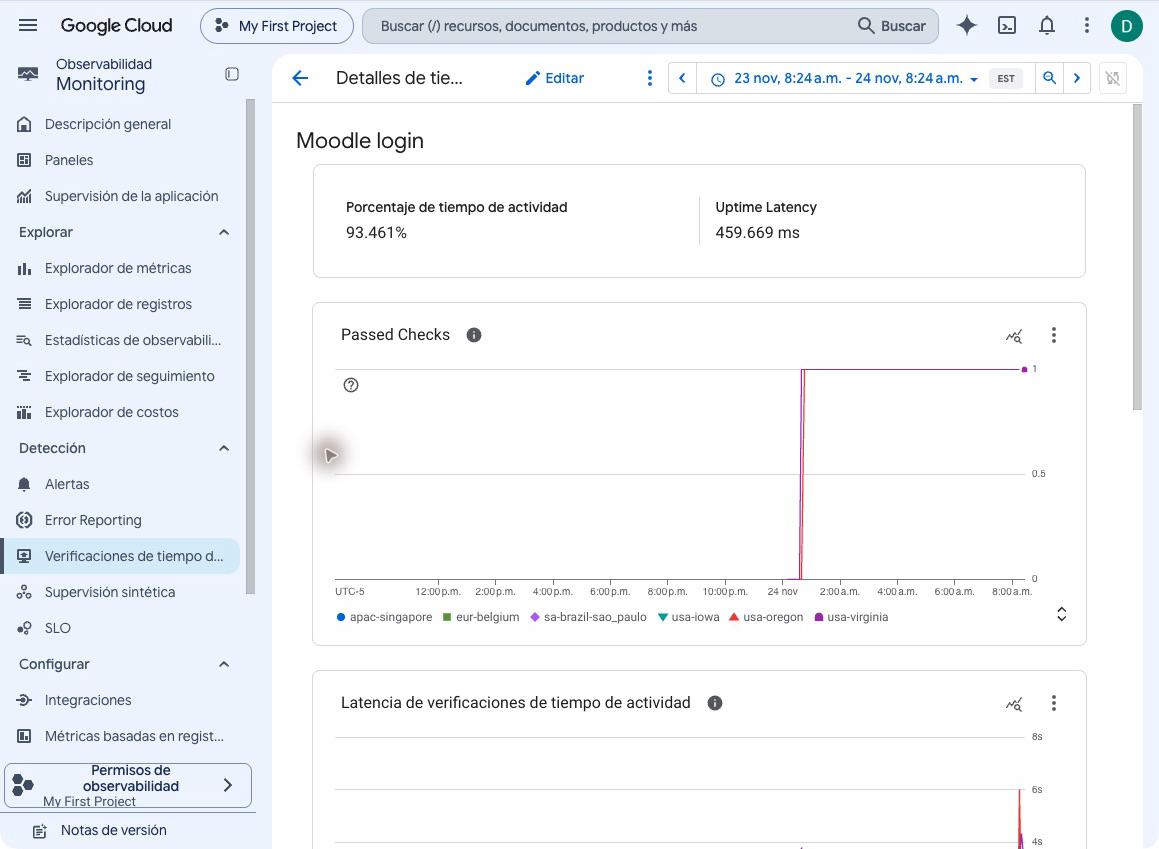 Google Cloud
My First Project
Buscar (/) recursos, documentos, productos y más
Buscar
D
Observabilidad
Monitoring
Descripción general
Paneles
Supervisión de la aplicación
Explorar
Explorador de métricas
Explorador de registros
Estadísticas de observabili...
Explorador de seguimiento
Explorador de costos
Detección
Alertas
Error Reporting
Verificaciones de tiempo d...
Supervisión sintética
SLO
Configurar
Integraciones
Métricas basadas en regist...
Permisos de
observabilidad
My First Project
Notas de versión
Detalles de tie...
Editar
23 nov, 8:24 a.m. - 24 nov, 8:24 a.m.
EST
Moodle login
Porcentaje de tiempo de actividad
93.461%
Uptime Latency
459.669 ms
Passed Checks
1
0.5
0
UTC-5 12:00 p.m. 2:00 p.m. 4:00 p.m. 6:00 p.m. 8:00 p.m. 10:00 p.m. 24 nov 2:00 a.m. 4:00 a.m. 6:00 a.m. 8:00 a.m.
apac-singapore eur-belgium sa-brazil-sao_paulo usa-iowa usa-oregon usa-virginia
Latencia de verificaciones de tiempo de actividad
8s
6s
4s